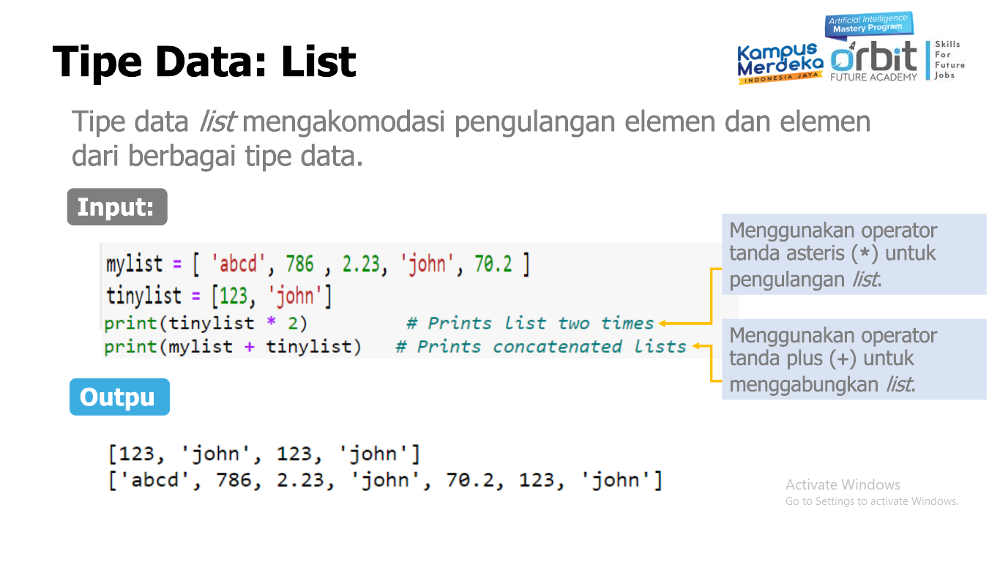 Artificial Intelligence
Mastery Program
Kampus
Merdeka
INDONESIA JAYA
orbit
FUTURE ACADEMY
Skills
For
Future
Jobs
Tipe Data: List
Tipe data list mengakomodasi pengulangan elemen dan elemen
dari berbagai tipe data.
Input:
mylist = [ 'abcd', 786 , 2.23, 'john', 70.2 ]
tinylist = [123, 'john']
print(tinylist * 2) # Prints list two times
print(mylist + tinylist) # Prints concatenated lists
Menggunakan operator
tanda asteris (*) untuk
pengulangan list.
Menggunakan operator
tanda plus (+) untuk
menggabungkan list.
Outpu
[123, 'john', 123, 'john']
['abcd', 786, 2.23, 'john', 70.2, 123, 'john']
Activate Windows
Go to Settings to activate Windows.